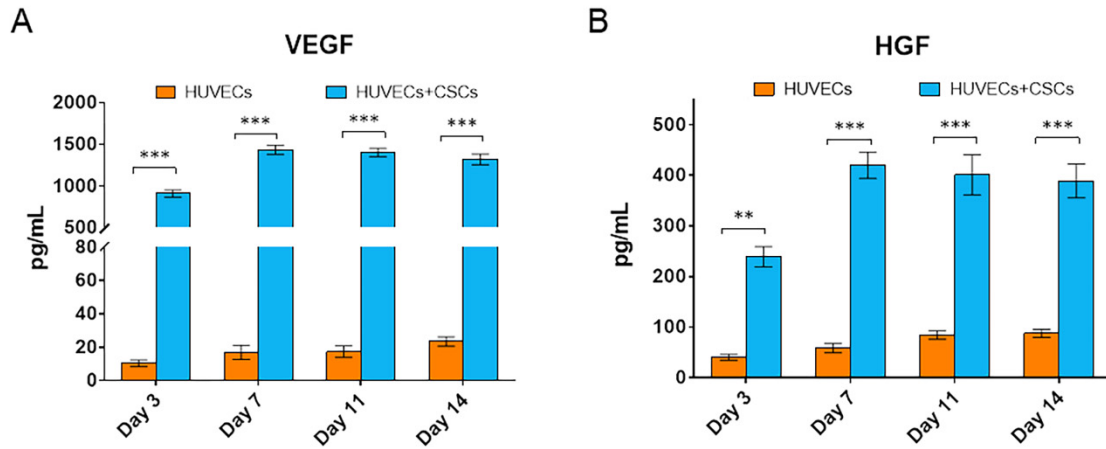 A
VEGF
HUVECs HUVECs+CSCs
2000
1500
1000
500
80
60
40
20
0
pg/mL
*** *** *** ***
Day 3 Day 7 Day 11 Day 14
B
HGF
HUVECs HUVECs+CSCs
500
400
300
200
100
0
pg/mL
** *** *** ***
Day 3 Day 7 Day 11 Day 14